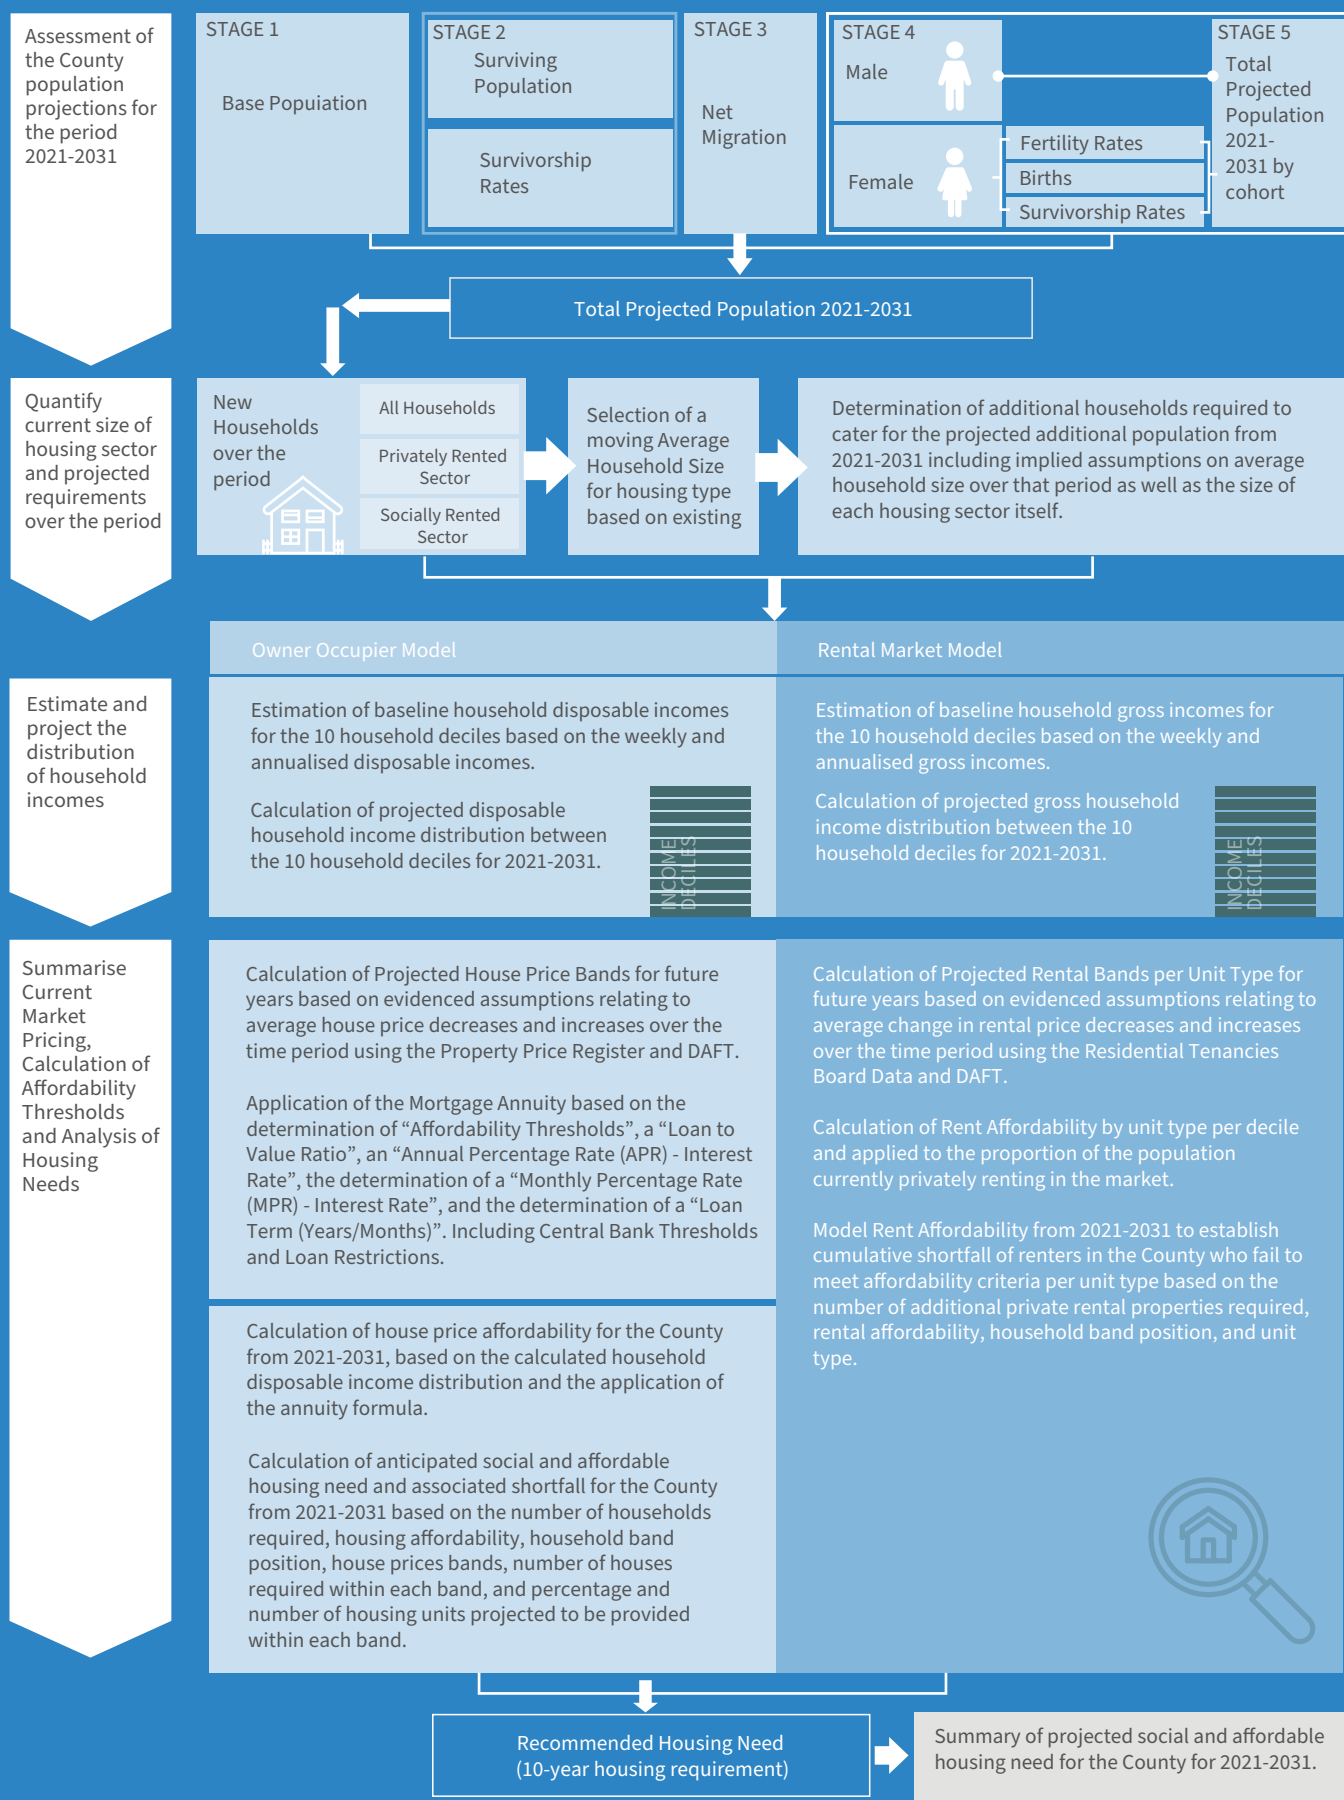 Assessment of
the County
population
projections for
the period
2021-2031
STAGE 1
Base Popuiation
STAGE 2
Surviving
Population
Survivorship
Rates
STAGE 3
Net
Migration
STAGE 4
Male
Female
Fertility Rates
Births
Survivorship Rates
STAGE 5
Total
Projected
Population
2021-
2031 by
cohort
Total Projected Population 2021-2031
Quantify
current size of
housing sector
and projected
requirements
over the period
New
Households
over the
period
All Households
Privately Rented
Sector
Socially Rented
Sector
Selection of a
moving Average
Household Size
for housing type
based on existing
Determination of additional households required to
cater for the projected additional population from
2021-2031 including implied assumptions on average
household size over that period as well as the size of
each housing sector itself.
Owner Occupier Model
Rental Market Model
Estimate and
project the
distribution
of household
incomes
Estimation of baseline household disposable incomes
for the 10 household deciles based on the weekly and
annualised disposable incomes.
Calculation of projected disposable
household income distribution between
the 10 household deciles for 2021-2031.
INCOME
DECILES
Estimation of baseline household gross incomes for
the 10 household deciles based on the weekly and
annualised gross incomes.
Calculation of projected gross household
income distribution between the 10
household deciles for 2021-2031.
INCOME
DECILES
Summarise
Current
Market
Pricing,
Calculation of
Affordability
Thresholds
and Analysis of
Housing
Needs
Calculation of Projected House Price Bands for future
years based on evidenced assumptions relating to
average house price decreases and increases over the
time period using the Property Price Register and DAFT.
Application of the Mortgage Annuity based on the
determination of “Affordability Thresholds”, a “Loan to
Value Ratio”, an “Annual Percentage Rate (APR) - Interest
Rate”, the determination of a “Monthly Percentage Rate
(MPR) - Interest Rate”, and the determination of a “Loan
Term (Years/Months)”. Including Central Bank Thresholds
and Loan Restrictions.
Calculation of house price affordability for the County
from 2021-2031, based on the calculated household
disposable income distribution and the application of
the annuity formula.
Calculation of anticipated social and affordable
housing need and associated shortfall for the County
from 2021-2031 based on the number of households
required, housing affordability, household band
position, house prices bands, number of houses
required within each band, and percentage and
number of housing units projected to be provided
within each band.
Calculation of Projected Rental Bands per Unit Type for
future years based on evidenced assumptions relating to
average change in rental price decreases and increases
over the time period using the Residential Tenancies
Board Data and DAFT.
Calculation of Rent Affordability by unit type per decile
and applied to the proportion of the population
currently privately renting in the market.
Model Rent Affordability from 2021-2031 to establish
cumulative shortfall of renters in the County who fail to
meet affordability criteria per unit type based on the
number of additional private rental properties required,
rental affordability, household band position, and unit
type.
Recommended Housing Need
(10-year housing requirement)
Summary of projected social and affordable
housing need for the County for 2021-2031.